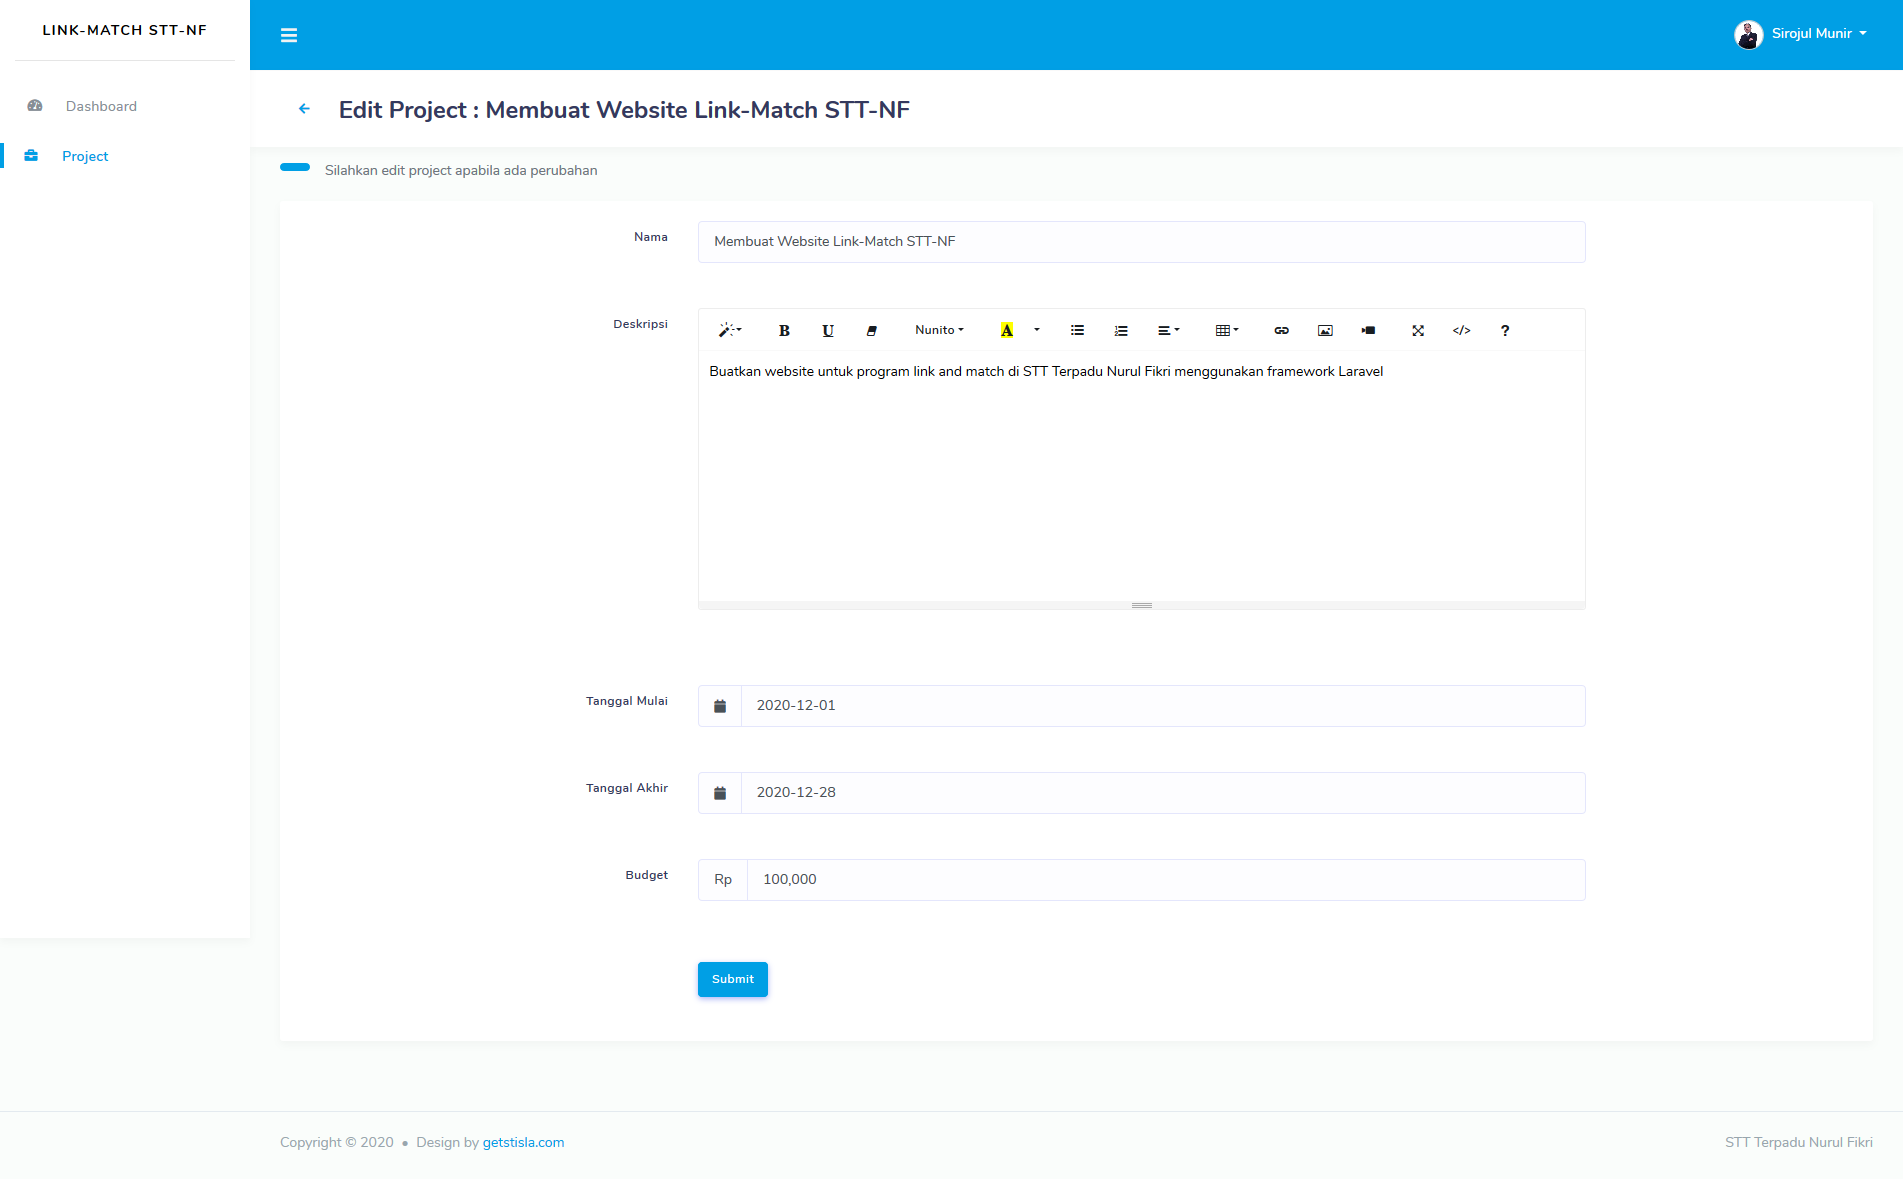 LINK-MATCH STT-NF
Sirojul Munir
Dashboard
Project
Edit Project : Membuat Website Link-Match STT-NF
Silahkan edit project apabila ada perubahan
Nama
Membuat Website Link-Match STT-NF
Deskripsi
B U Nunito A </> ?
Buatkan website untuk program link and match di STT Terpadu Nurul Fikri menggunakan framework Laravel
Tanggal Mulai
2020-12-01
Tanggal Akhir
2020-12-28
Budget
Rp 100,000
Submit
Copyright © 2020 • Design by getstisla.com
STT Terpadu Nurul Fikri